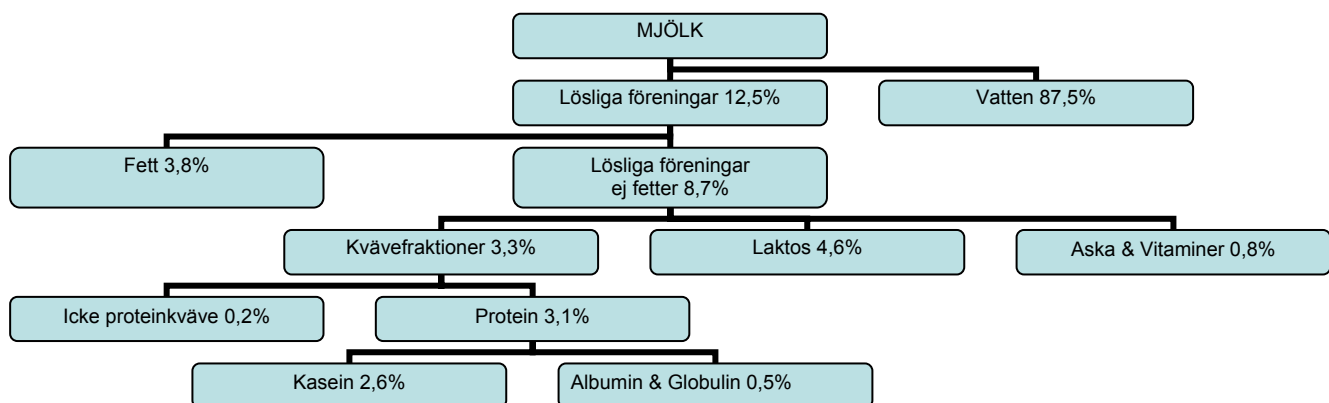 MJÖLK
Lösliga föreningar 12,5%
Vatten 87,5%
Fett 3,8%
Lösliga föreningar
ej fetter 8,7%
Kvävefraktioner 3,3%
Laktos 4,6%
Aska & Vitaminer 0,8%
Icke proteinkväve 0,2%
Protein 3,1%
Kasein 2,6%
Albumin & Globulin 0,5%